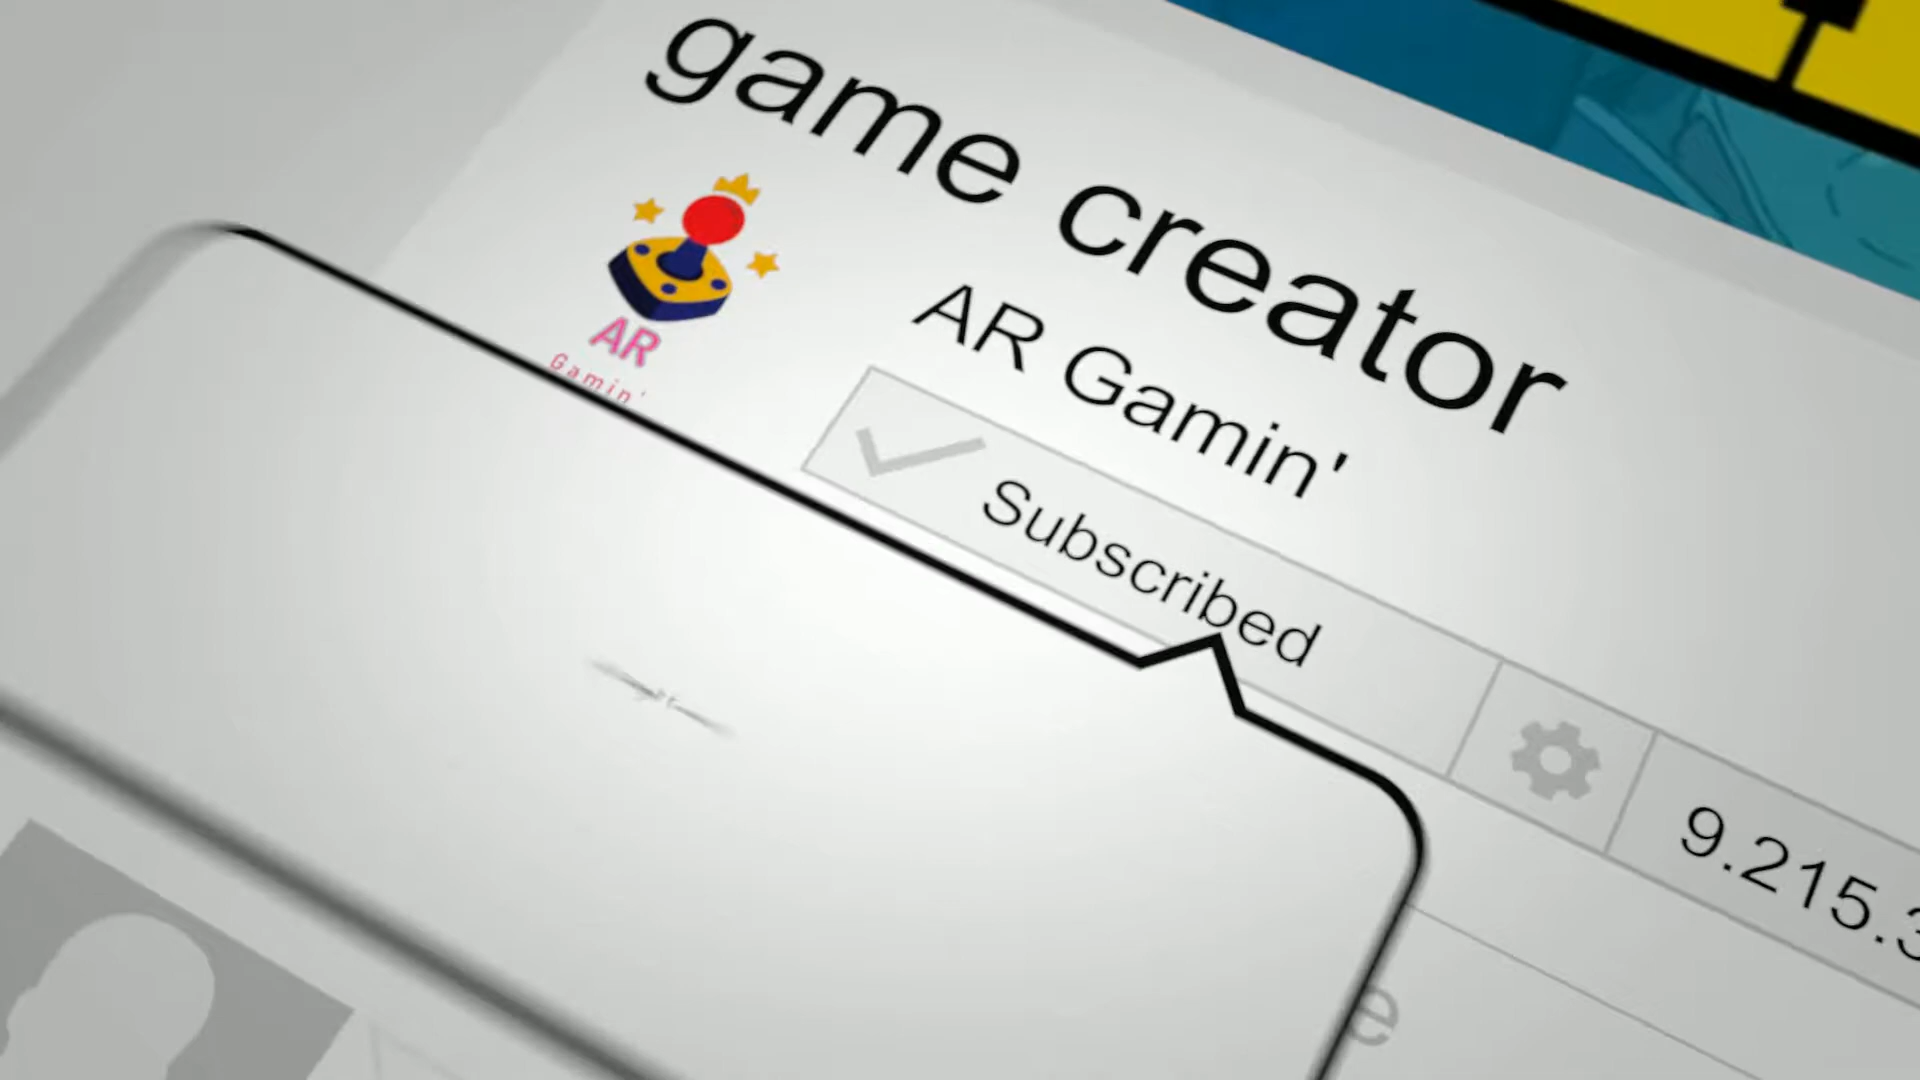 game creator
AR
Gamin'
AR Gamin'
Subscribed
9.215.3
e